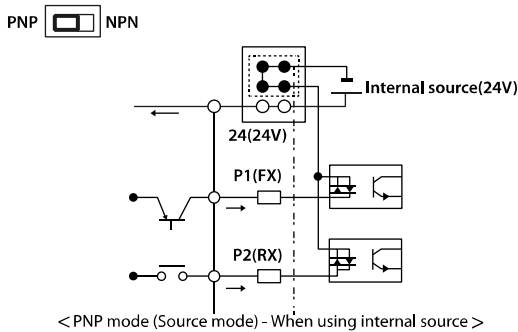 PNP NPN
Internal source(24V)
24(24V)
P1(FX)
P2(RX)
< PNP mode (Source mode) - When using internal source >